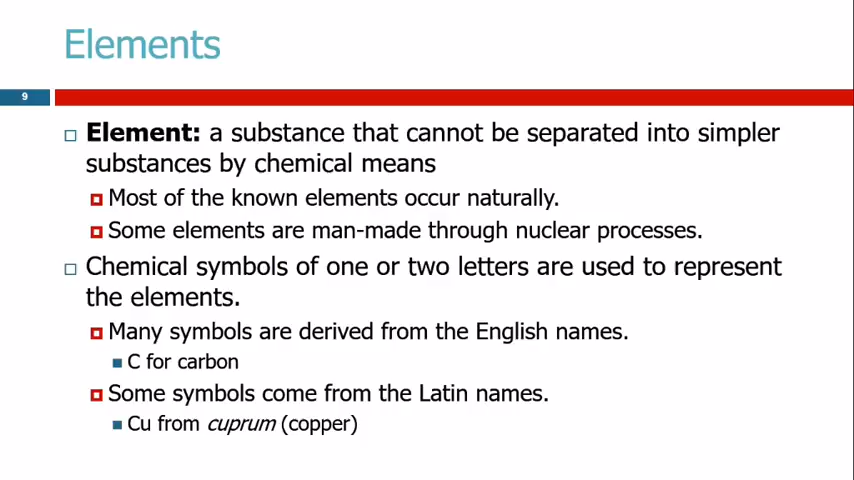 Elements
9
Element: a substance that cannot be separated into simpler
substances by chemical means
Most of the known elements occur naturally.
Some elements are man-made through nuclear processes.
Chemical symbols of one or two letters are used to represent
the elements.
Many symbols are derived from the English names.
C for carbon
Some symbols come from the Latin names.
Cu from cuprum (copper)